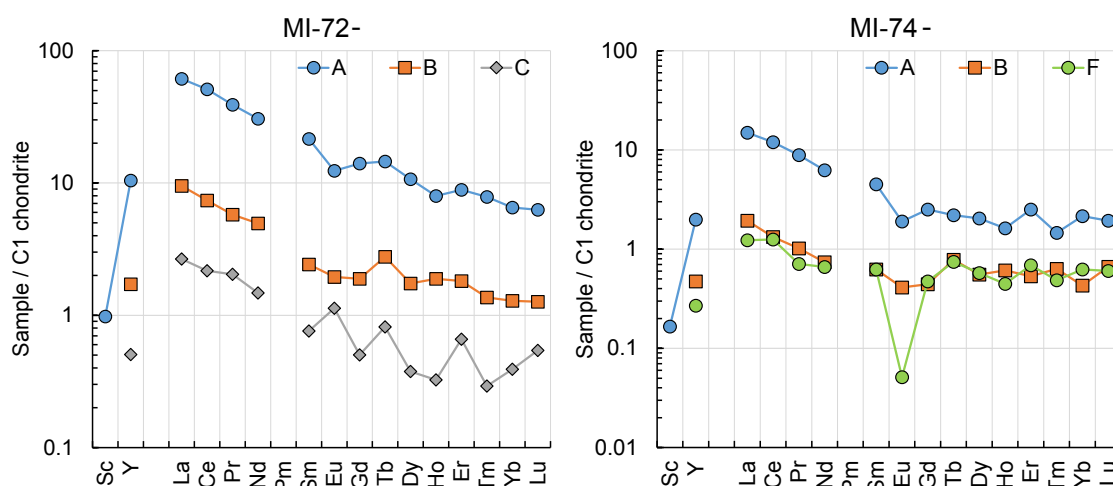 MI-72-
Sample / C1 chondrite
100
10
1
0.1
A B C
Sc Y La Ce Pr Nd Pm Sm Eu Gd Tb Dy Ho Er Tm Yb Lu
MI-74 -
Sample / C1 chondrite
100
10
1
0.1
0.01
A B F
Sc Y La Ce Pr Nd Pm Sm Eu Gd Tb Dy Ho Er Tm Yb Lu